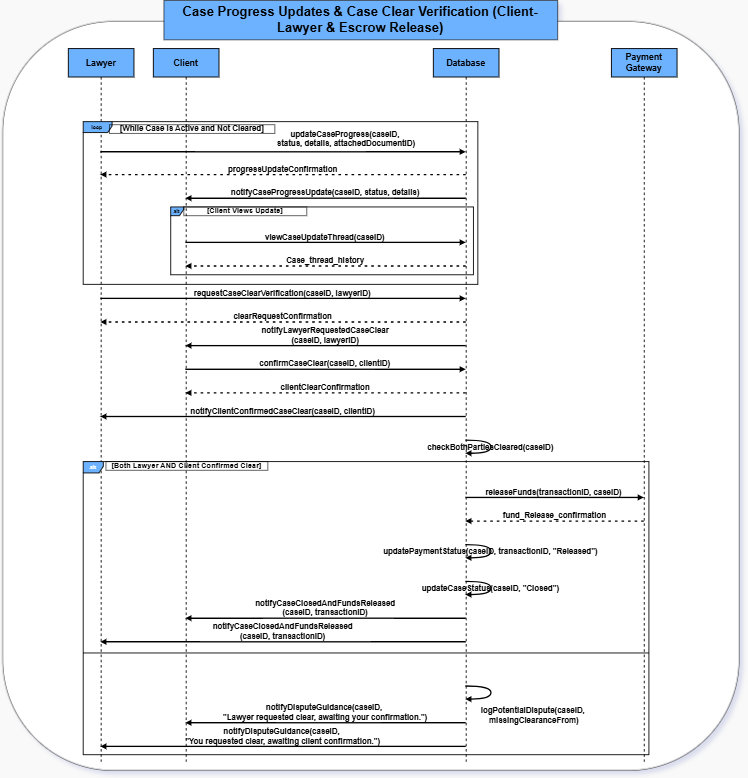 Case Progress Updates & Case Clear Verification (Client-
Lawyer & Escrow Release)
Lawyer
Client
Database
Payment
Gateway
loop
[While Case Is Active and Not Cleared]
updateCaseProgress(caseID,
status, details, attachedDocumentID)
progressUpdateConfirmation
notifyCaseProgressUpdate(caseID, status, details)
alt
[Client Views Update]
viewCaseUpdateThread(caseID)
Case_thread_history
requestCaseClearVerification(caseID, lawyerID)
clearRequestConfirmation
notifyLawyerRequestedCaseClear
(caseID, lawyerID)
confirmCaseClear(caseID, clientID)
clientClearConfirmation
notifyClientConfirmedCaseClear(caseID, clientID)
checkBothPartiesCleared(caseID)
alt
[Both Lawyer AND Client Confirmed Clear]
releaseFunds(transactionID, caseID)
fund_Release_confirmation
updatePaymentStatus(caseID, transactionID, "Released")
updateCaseStatus(caseID, "Closed")
notifyCaseClosedAndFundsReleased
(caseID, transactionID)
notifyCaseClosedAndFundsReleased
(caseID, transactionID)
logPotentialDispute(caseID,
missingClearanceFrom)
notifyDisputeGuidance(caseID,
"Lawyer requested clear, awaiting your confirmation.")
notifyDisputeGuidance(caseID,
"You requested clear, awaiting client confirmation.")